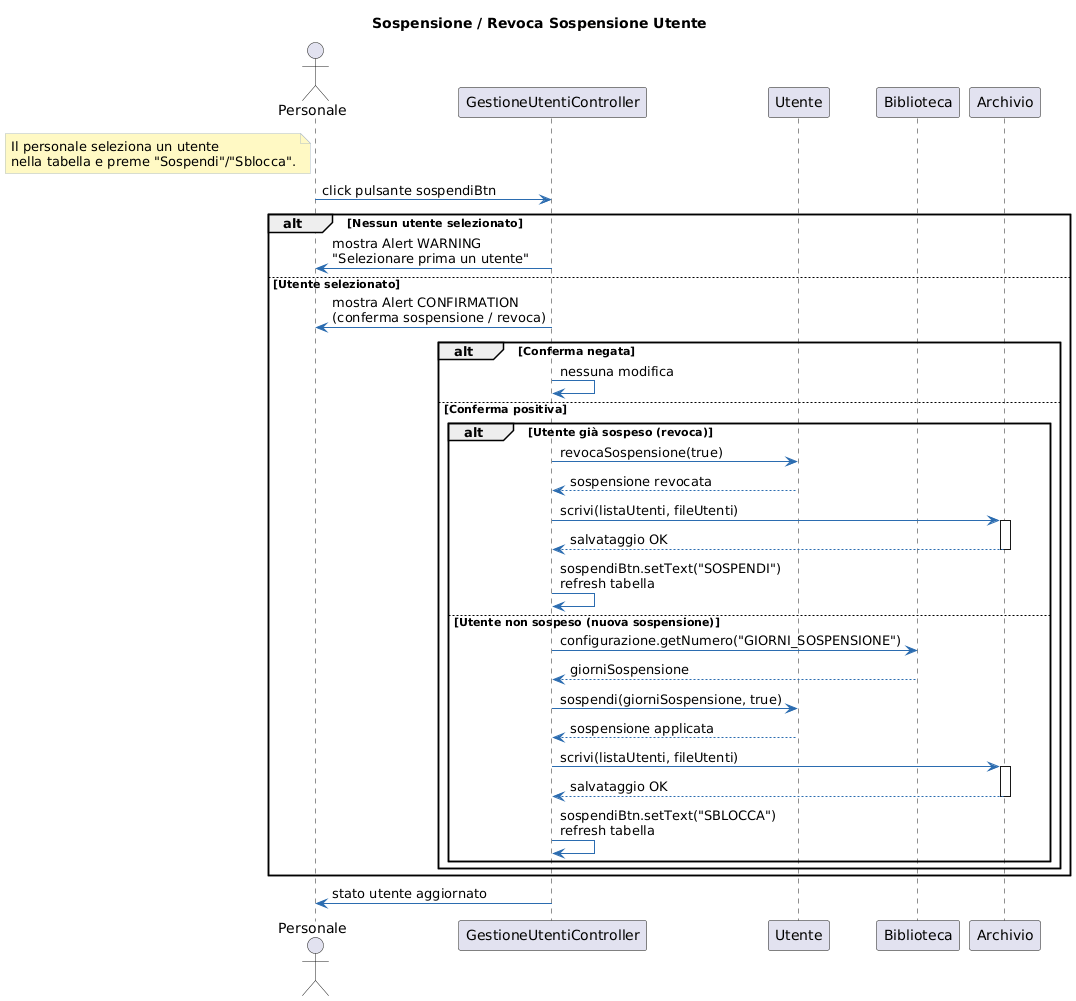 Sospensione / Revoca Sospensione Utente
Personale
GestioneUtentiController
Utente
Biblioteca
Archivio
Il personale seleziona un utente
nella tabella e preme "Sospendi"/"Sblocca".
click pulsante sospendiBtn
alt
[Nessun utente selezionato]
mostra Alert WARNING
"Selezionare prima un utente"
[Utente selezionato]
mostra Alert CONFIRMATION
(conferma sospensione / revoca)
alt
[Conferma negata]
nessuna modifica
[Conferma positiva]
alt
[Utente già sospeso (revoca)]
revocaSospensione(true)
sospensione revocata
scrivi(listaUtenti, fileUtenti)
salvataggio OK
sospendiBtn.setText("SOSPENDI")
refresh tabella
[Utente non sospeso (nuova sospensione)]
configurazione.getNumero("GIORNI_SOSPENSIONE")
giorniSospensione
sospendi(giorniSospensione, true)
sospensione applicata
scrivi(listaUtenti, fileUtenti)
salvataggio OK
sospendiBtn.setText("SBLOCCA")
refresh tabella
stato utente aggiornato
Personale
GestioneUtentiController
Utente
Biblioteca
Archivio